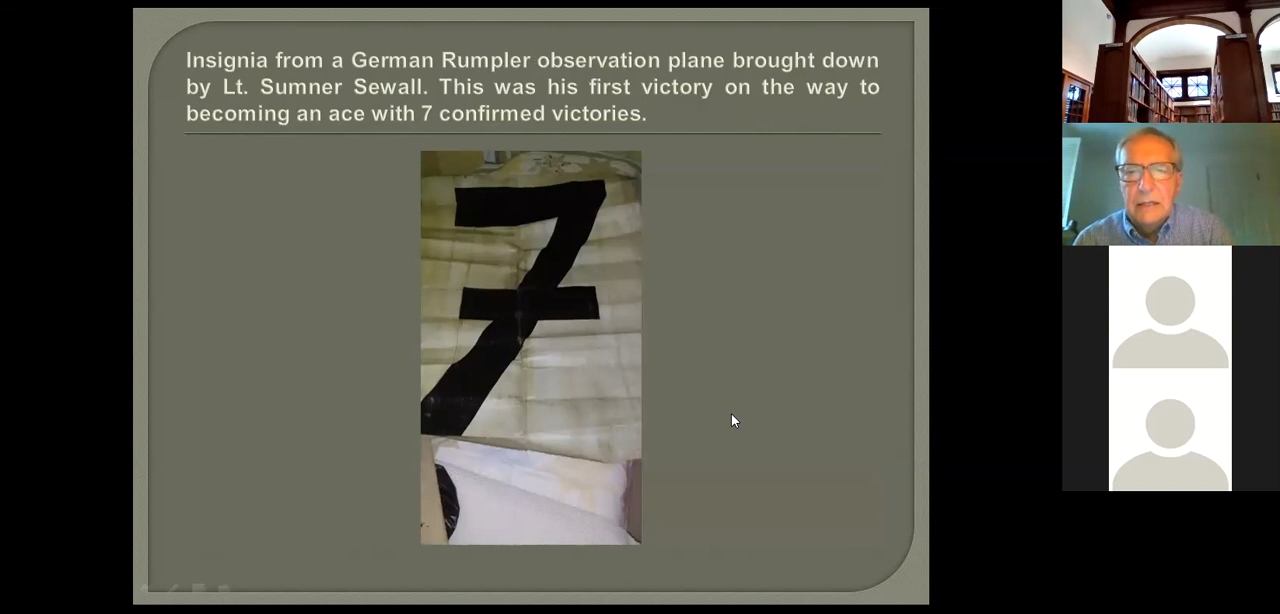 Insignia from a German Rumpler observation plane brought down
by Lt. Sumner Sewall. This was his first victory on the way to
becoming an ace with 7 confirmed victories.
7